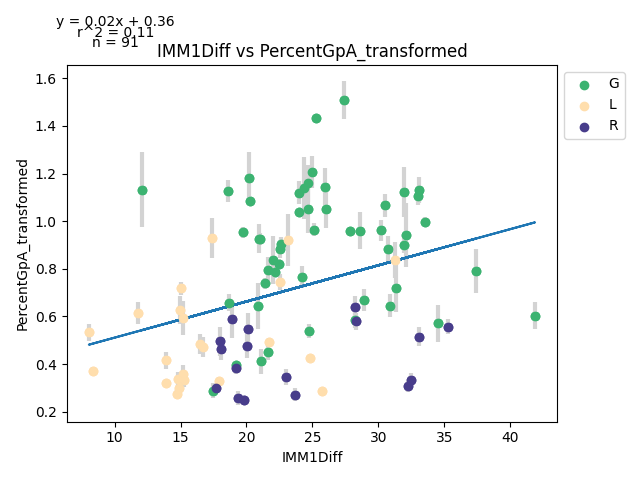 y = 0.02x + 0.36
r^2 = 0.11
n = 91
IMM1Diff vs PercentGpA_transformed
G
L
R
PercentGpA_transformed
1.6
1.4
1.2
1.0
0.8
0.6
0.4
0.2
10 15 20 25 30 35 40
IMM1Diff